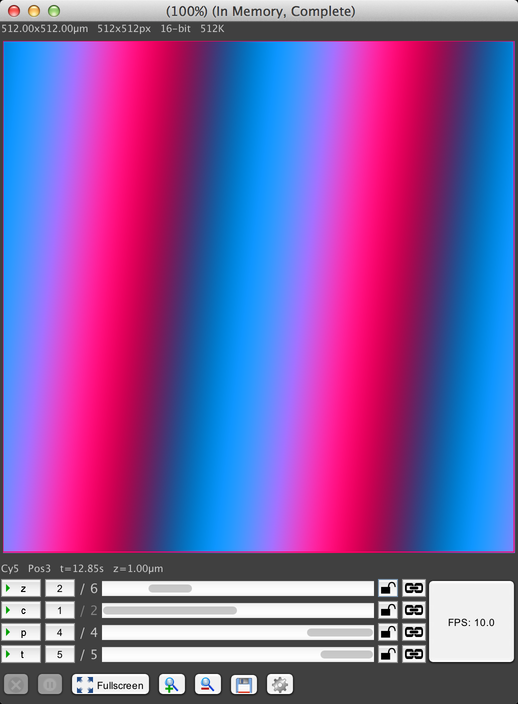 (100%) (In Memory, Complete)
512.00x512.00µm 512x512px 16-bit 512K
Cy5 Pos3 t=12.85s z=1.00µm
z 2 / 6
c 1 / 2
p 4 / 4
t 5 / 5
FPS: 10.0
Fullscreen